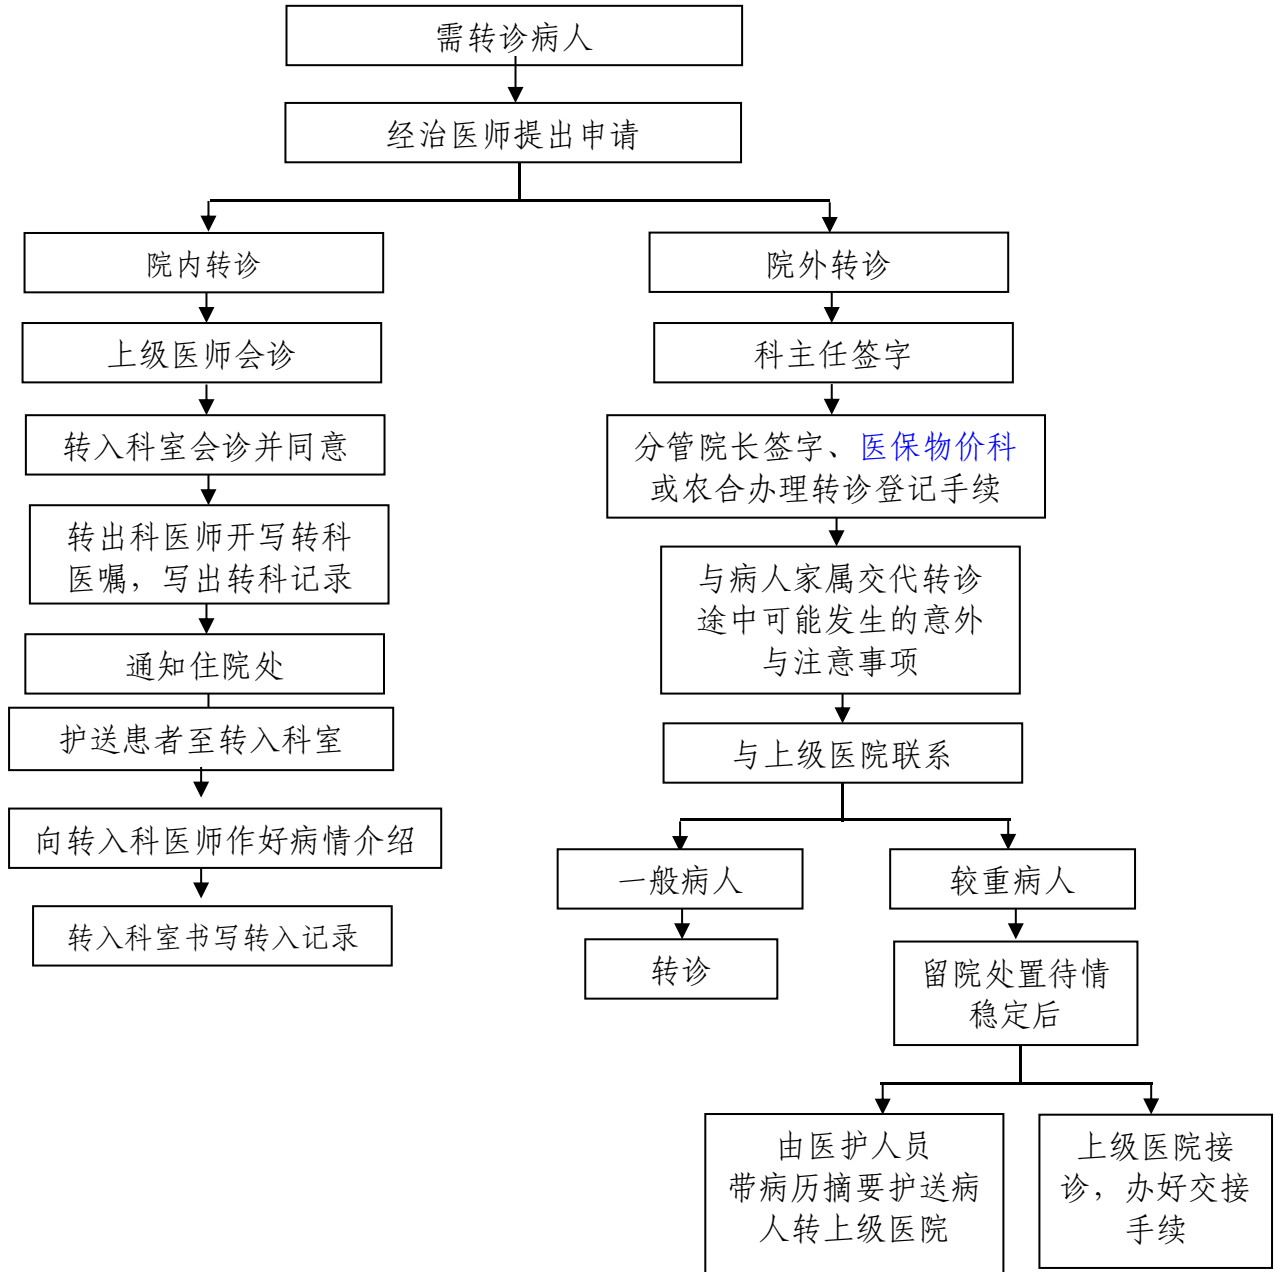 需转诊病人
经治医师提出申请
院内转诊
上级医师会诊
转入科室会诊并同意
转出科医师开写转科
医嘱，写出转科记录
通知住院处
护送患者至转入科室
向转入科医师作好病情介绍
转入科室书写转入记录
院外转诊
科主任签字
分管院长签字、医保物价科
或农合办理转诊登记手续
与病人家属交代转诊
途中可能发生的意外
与注意事项
与上级医院联系
一般病人
转诊
较重病人
留院处置待情
稳定后
由医护人员
带病历摘要护送病
人转上级医院
上级医院接
诊，办好交接
手续